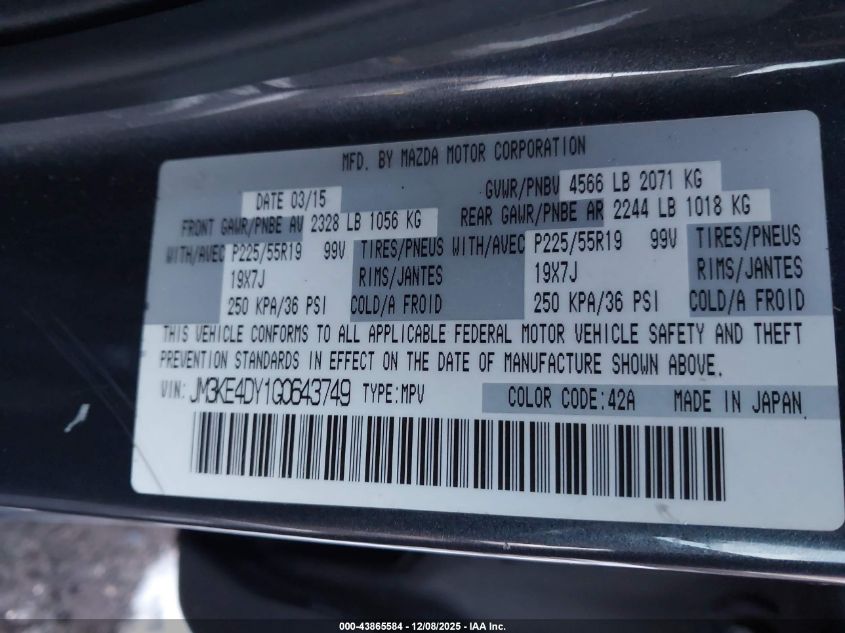 MFD. BY MAZDA MOTOR CORPORATION
DATE 03/15 GVWR/PNBV 4566 LB 2071 KG
FRONT GAWR/PNBE AV 2328 LB 1056 KG REAR GAWR/PNBE AR 2244 LB 1018 KG
WITH/AVEC P225/55R19 99V TIRES/PNEUS WITH/AVEC P225/55R19 99V TIRES/PNEUS
19X7J RIMS/JANTES 19X7J RIMS/JANTES
250 KPA/36 PSI COLD/A FROID 250 KPA/36 PSI COLD/A FROID
THIS VEHICLE CONFORMS TO ALL APPLICABLE FEDERAL MOTOR VEHICLE SAFETY AND THEFT
PREVENTION STANDARDS IN EFFECT ON THE DATE OF MANUFACTURE SHOWN ABOVE.
VIN: JM3KE4DY1G0643749 TYPE:MPV COLOR CODE:42A MADE IN JAPAN
000-43865584 - 12/08/2025 - IAA Inc.